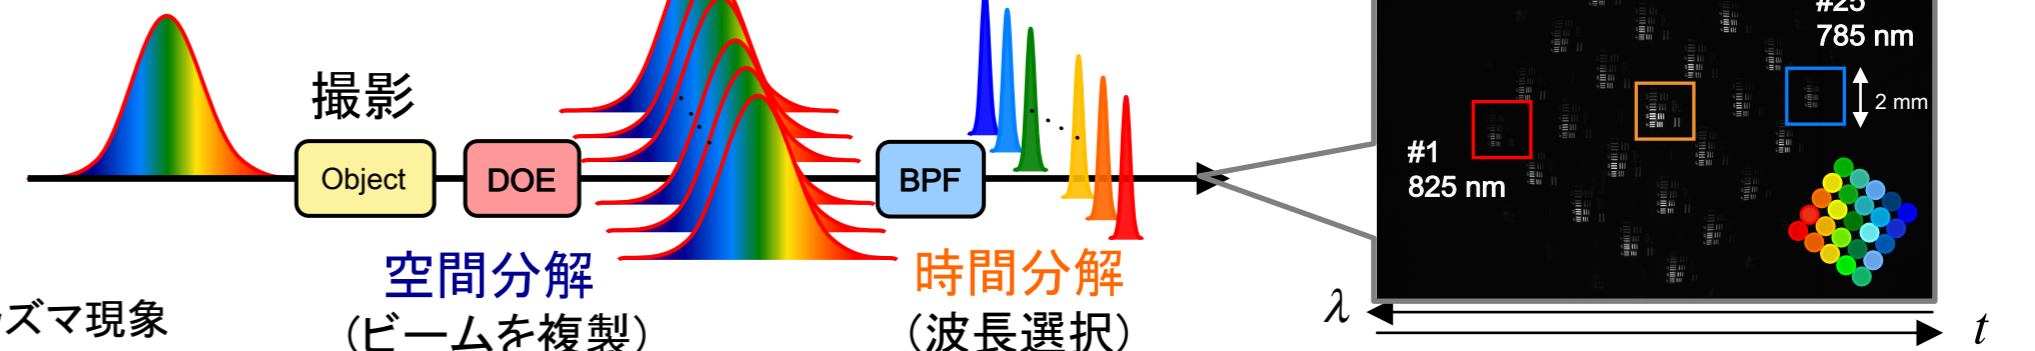 撮影
Object
DOE
BPF
空間分解
(ビームを複製)
時間分解
(波長選択)
ズマ現象
#25
785 nm
2 mm
#1
825 nm
λ
t